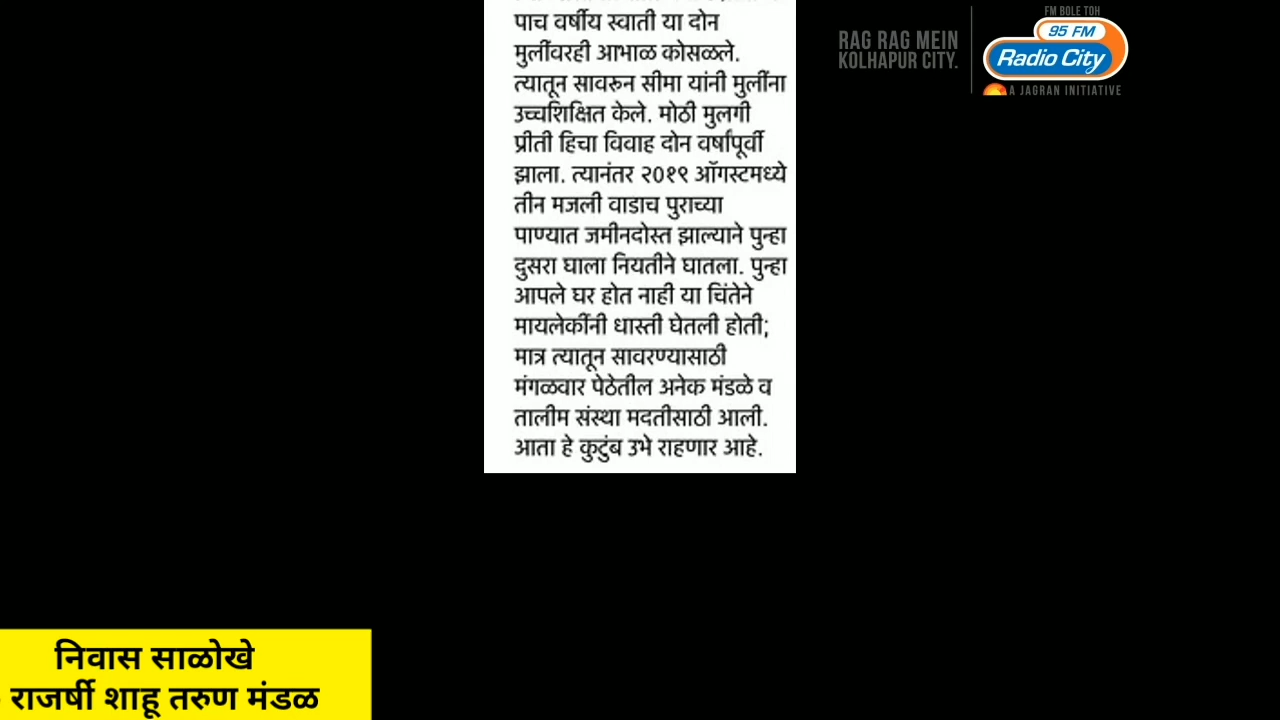 पाच वर्षीय स्वाती या दोन
मुलींवरही आभाळ कोसळले.
त्यातून सावरून सीमा यांनी मुलींना
उच्चशिक्षित केले. मोठी मुलगी
प्रीती हिचा विवाह दोन वर्षांपूर्वी
झाला. त्यानंतर २०१९ ऑगस्टमध्ये
तीन मजली वाडाच पुराच्या
पाण्यात जमीनदोस्त झाल्याने पुन्हा
दुसरा घाला नियतीने घातला. पुन्हा
आपले घर होत नाही या चिंतेने
मायलेकींनी धास्ती घेतली होती;
मात्र त्यातून सावरण्यासाठी
मंगळवार पेठेतील अनेक मंडळे व
तालीम संस्था मदतीसाठी आली.
आता हे कुटुंब उभे राहणार आहे.
RAG RAG MEIN
KOLHAPUR CITY.
FM BOLE TOH
95 FM
Radio City
A JAGRAN INITIATIVE
निवास साळोखे
राजर्षी शाहू तरुण मंडळ